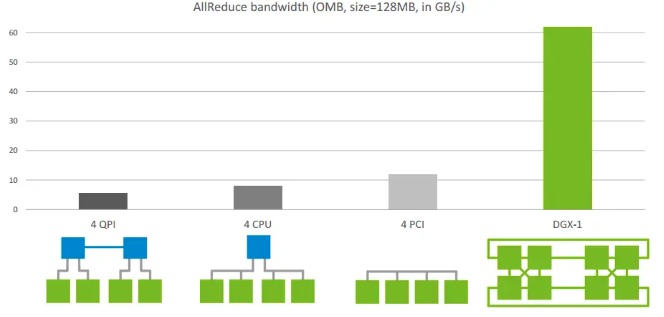 AllReduce bandwidth (OMB, size=128MB, in GB/s)
60
50
40
30
20
10
0
4 QPI
4 CPU
4 PCI
DGX-1